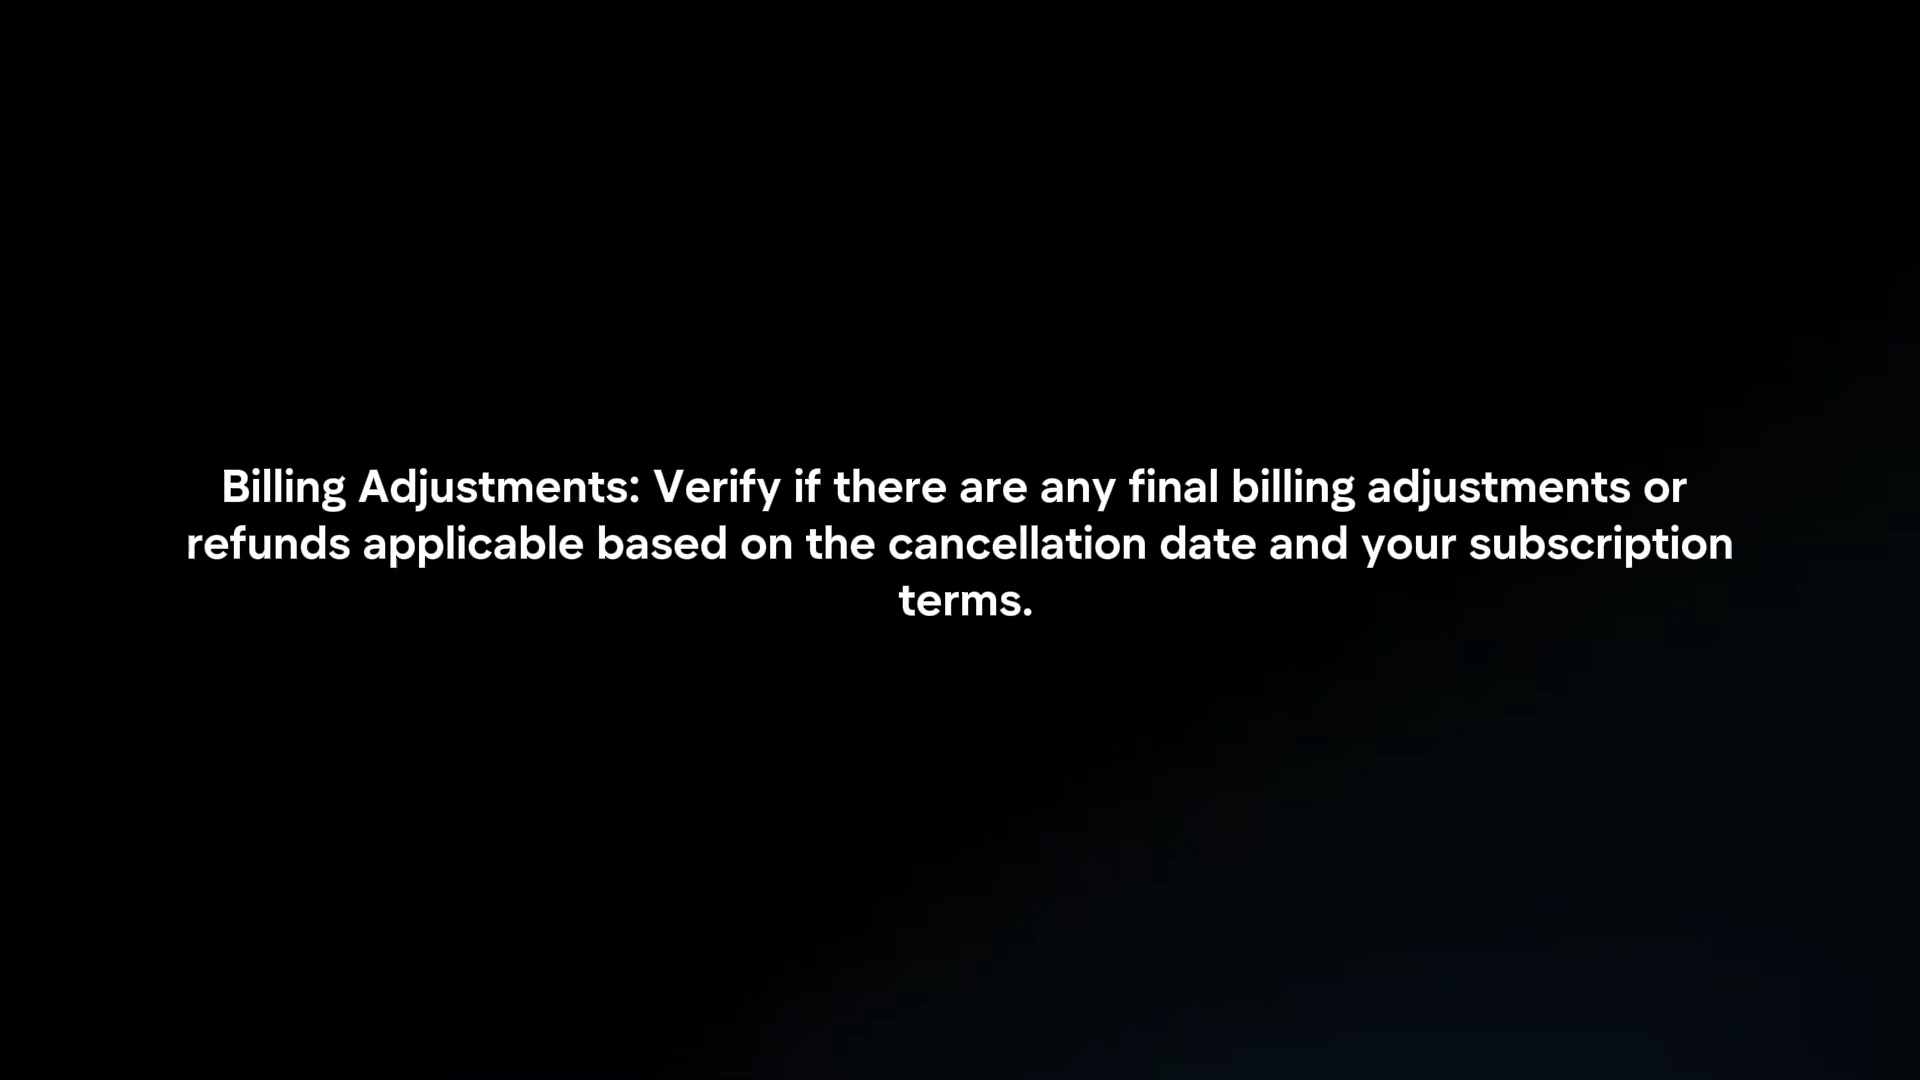 Billing Adjustments: Verify if there are any final billing adjustments or
refunds applicable based on the cancellation date and your subscription
terms.